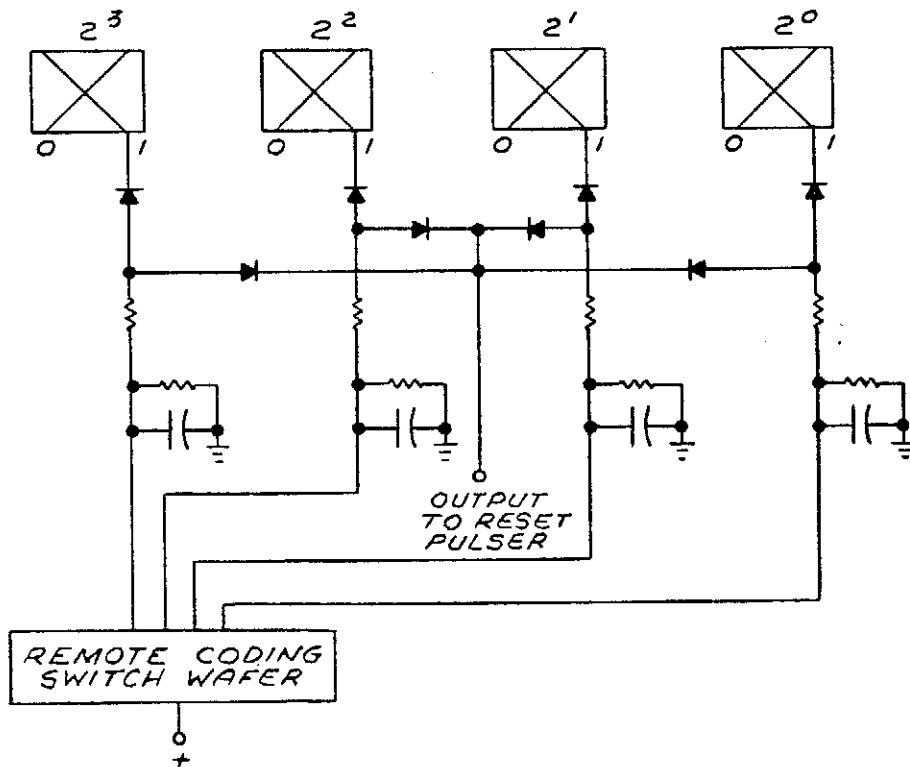 2³ 2² 2¹ 2⁰
0 1 0 1 0 1 0 1
OUTPUT
TO RESET
PULSER
REMOTE CODING
SWITCH WAFER
+